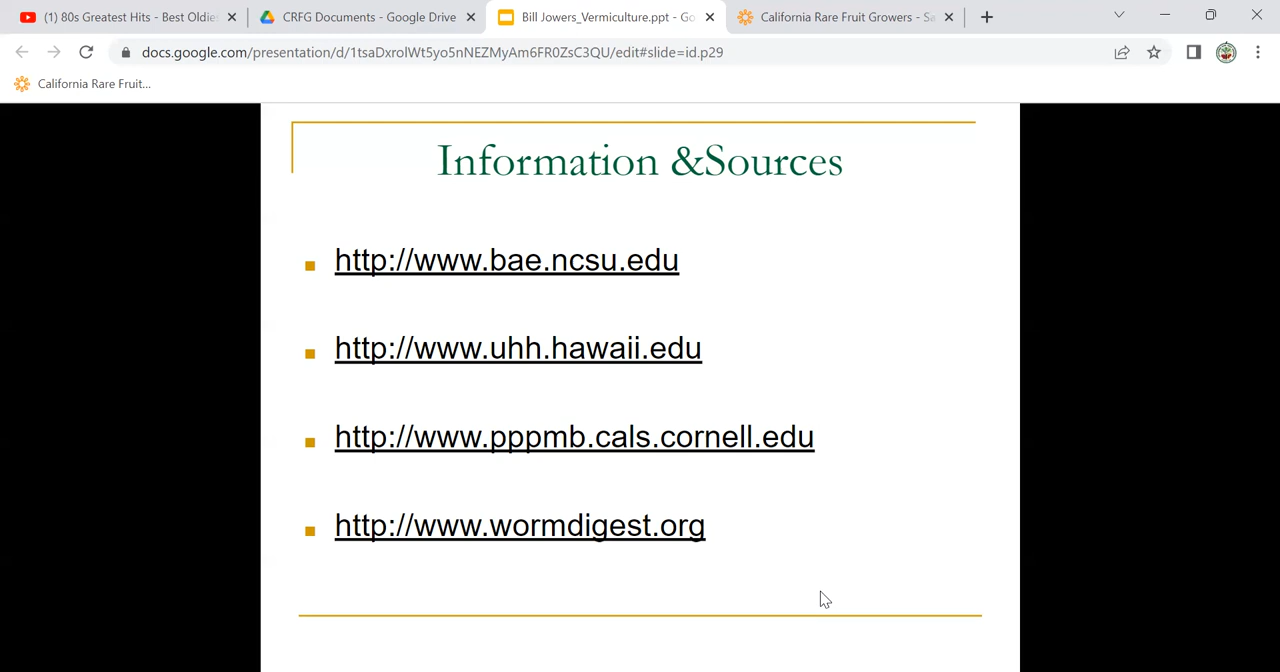 (1) 80s Greatest Hits - Best Oldie
CRFG Documents - Google Drive
Bill Jowers_Vermiculture.ppt - Go
California Rare Fruit Growers - Sa
docs.google.com/presentation/d/1tsaDxrolWt5yo5nNEZMyAm6FR0ZsC3QU/edit#slide=id.p29
California Rare Fruit...
Information &Sources
http://www.bae.ncsu.edu
http://www.uhh.hawaii.edu
http://www.pppmb.cals.cornell.edu
http://www.wormdigest.org